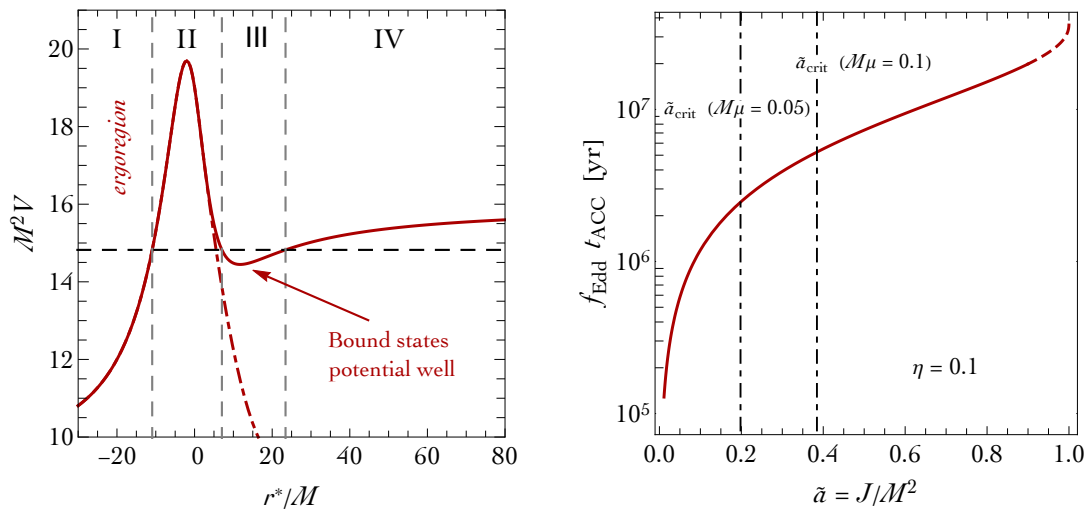 I II III IV
20
18
16
14
12
10
M²V
ergoregion
Bound states
potential well
−20 0 20 40 60 80
r*/M
10⁷
10⁶
10⁵
f_Edd t_ACC [yr]
ã_crit (Mμ = 0.1)
ã_crit (Mμ = 0.05)
η = 0.1
0.0 0.2 0.4 0.6 0.8 1.0
ã = J/M²